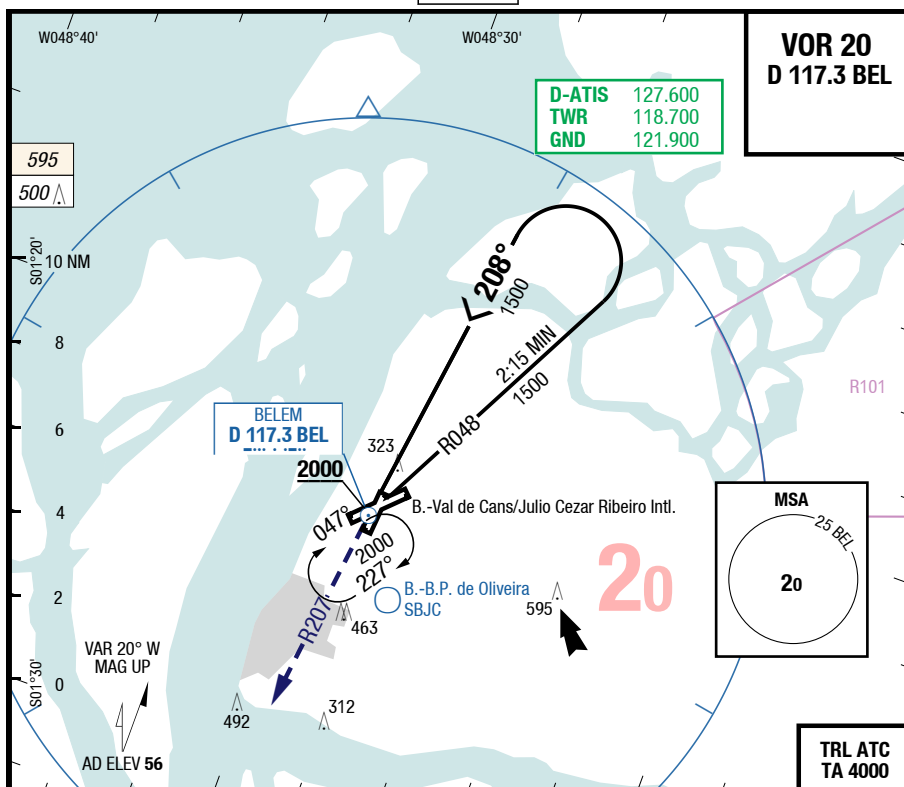 W048°40'
W048°30'
VOR 20
D 117.3 BEL
D-ATIS 127.600
TWR 118.700
GND 121.900
595
500
S01°20'
10 NM
< 208°
1500
8
2:15 MIN
1500
R101
6
R048
BELEM
D 117.3 BEL
323
2000
4
B.-Val de Cans/Julio Cezar Ribeiro Intl.
MSA
25 BEL
20
047°
2000
227°
20
2
B.-B.P. de Oliveira
SBJC
595
463
R207
VAR 20° W
MAG UP
S01°30'
0
492
312
AD ELEV 56
TRL ATC
TA 4000